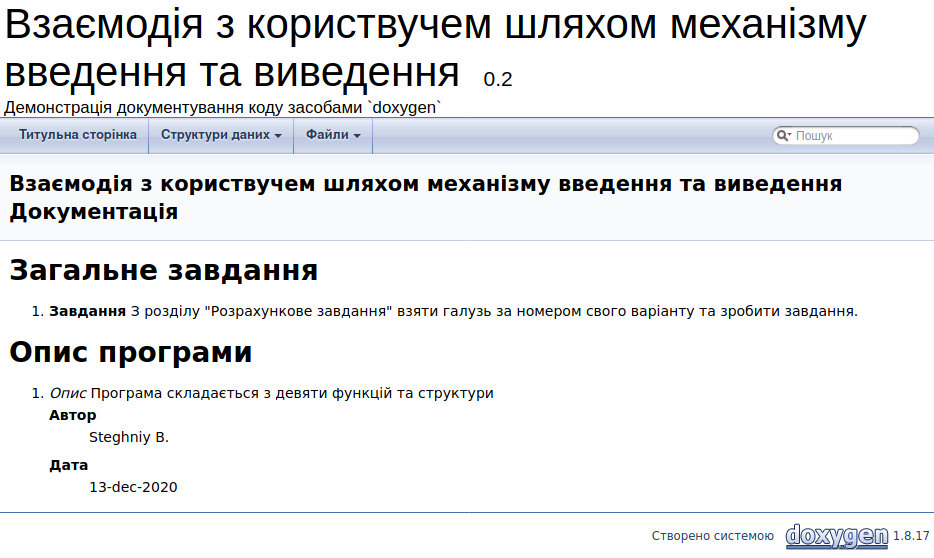 Взаємодія з користвучем шляхом механізму
введення та виведення 0.2
Демонстрація документування коду засобами `doxygen`
Титульна сторінка Структури даних Файли Пошук
Взаємодія з користвучем шляхом механізму введення та виведення
Документація
Загальне завдання
1. Завдання З розділу "Розрахункове завдання" взяти галузь за номером свого варіанту та зробити завдання.
Опис програми
1. Опис Програма складається з девяти функцій та структури
Автор
Steghniy B.
Дата
13-dec-2020
Створено системою doxygen 1.8.17